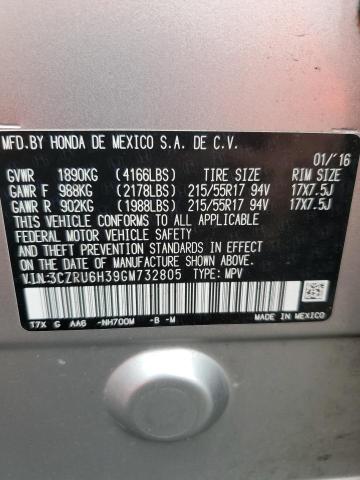 MFD. BY HONDA DE MEXICO S.A. DE C.V.
01/'16
GVWR 1890KG (4166LBS) TIRE SIZE RIM SIZE
GAWR F 988KG (2178LBS) 215/55R17 94V 17X7.5J
GAWR R 902KG (1988LBS) 215/55R17 94V 17X7.5J
THIS VEHICLE CONFORMS TO ALL APPLICABLE
FEDERAL MOTOR VEHICLE SAFETY
AND THEFT PREVENTION STANDARDS IN EFFECT ON
THE DATE OF MANUFACTURE SHOWN ABOVE.
V.I.N:3CZRU6H39GM732805 TYPE: MPV
T7X G AA6 -NH700M -B -M MADE IN MEXICO